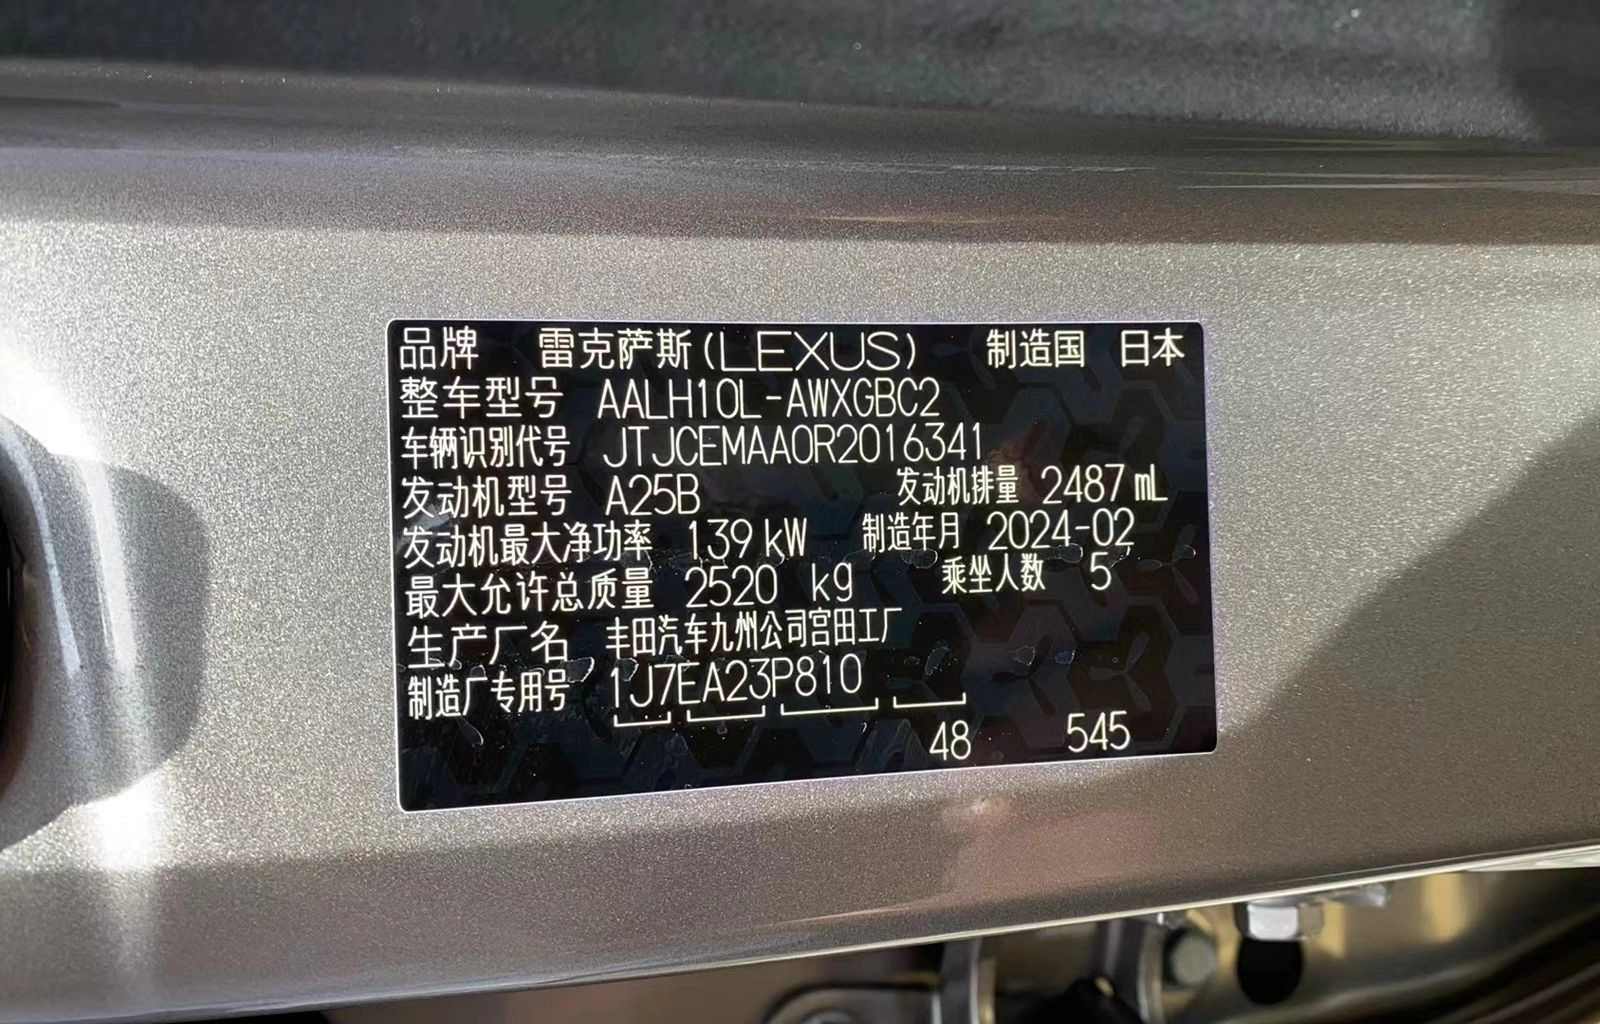 品牌 雷克萨斯(LEXUS) 制造国 日本
整车型号 AALH10L-AWXGBC2
车辆识别代号 JTJCEMAA0R2016341
发动机型号 A25B 发动机排量 2487 mL
发动机最大净功率 139 kW 制造年月 2024-02
最大允许总质量 2520 kg 乘坐人数 5
生产厂名 丰田汽车九州公司宫田工厂
制造厂专用号 1J7EA23P810
48 545